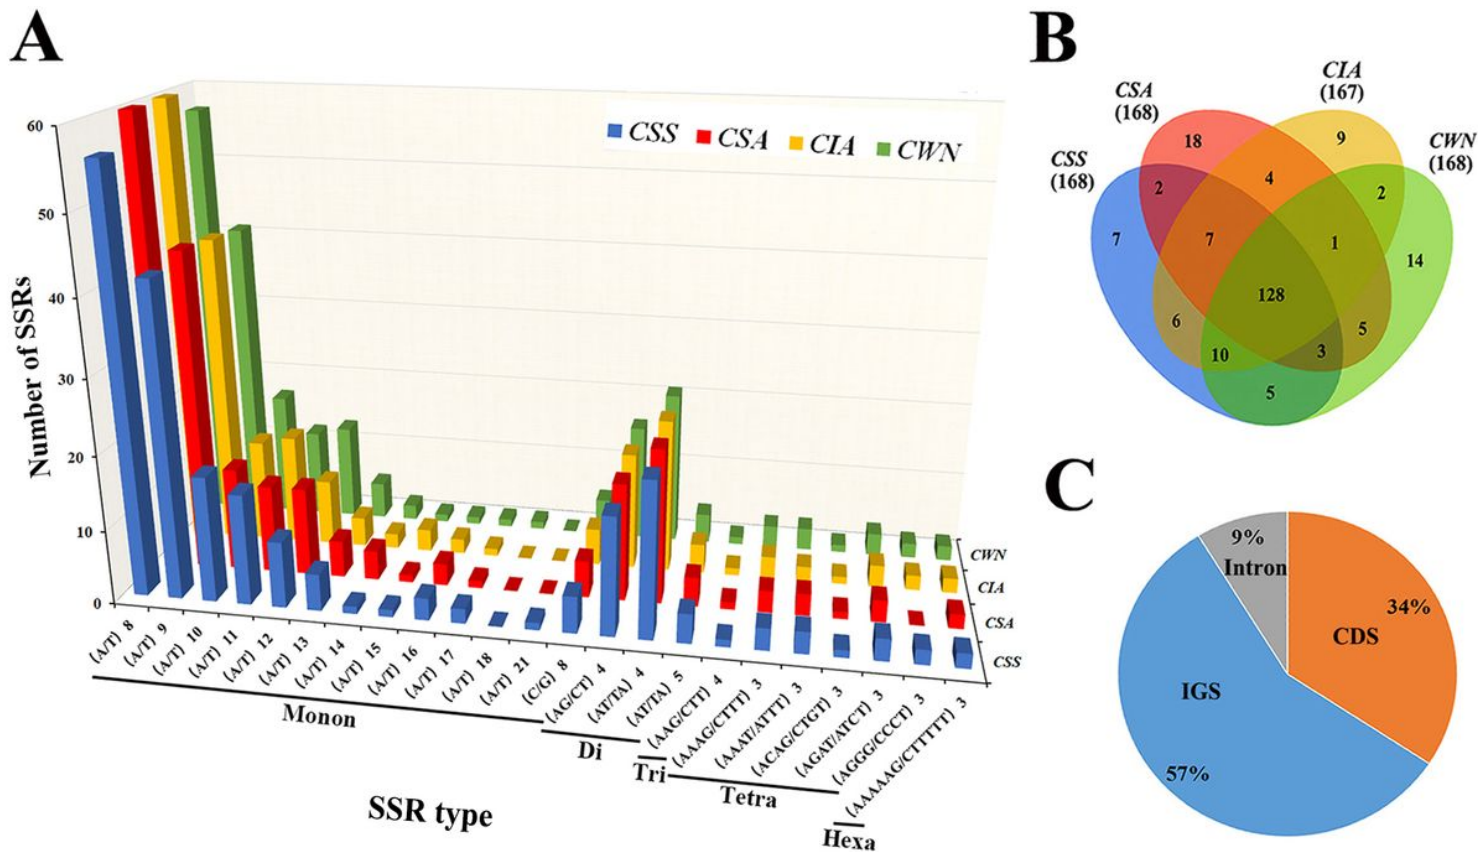 A
60
50
40
30
20
10
0
Number of SSRs
CSS CSA CIA CWN
CWN
CIA
CSA
CSS
(A/T) 8
(A/T) 9
(A/T) 10
(A/T) 11
(A/T) 12
(A/T) 13
(A/T) 14
(A/T) 15
(A/T) 16
(A/T) 17
(A/T) 18
(A/T) 21
(C/G) 8
(AG/CT) 4
(AT/TA) 4
(AT/TA) 5
(AAG/CTT) 4
(AAAG/CTTT) 3
(AAAT/ATTT) 3
(ACAG/CTGT) 3
(AGAT/ATCT) 3
(AGGG/CCCT) 3
(AAAAAG/CTTTTT) 3
Monon
Di
Tri
Tetra
Hexa
SSR type
B
CSS
(168)
CSA
(168)
CIA
(167)
CWN
(168)
18
9
2
4
2
7
7
1
14
128
6
5
10
3
5
C
9%
Intron
34%
CDS
IGS
57%